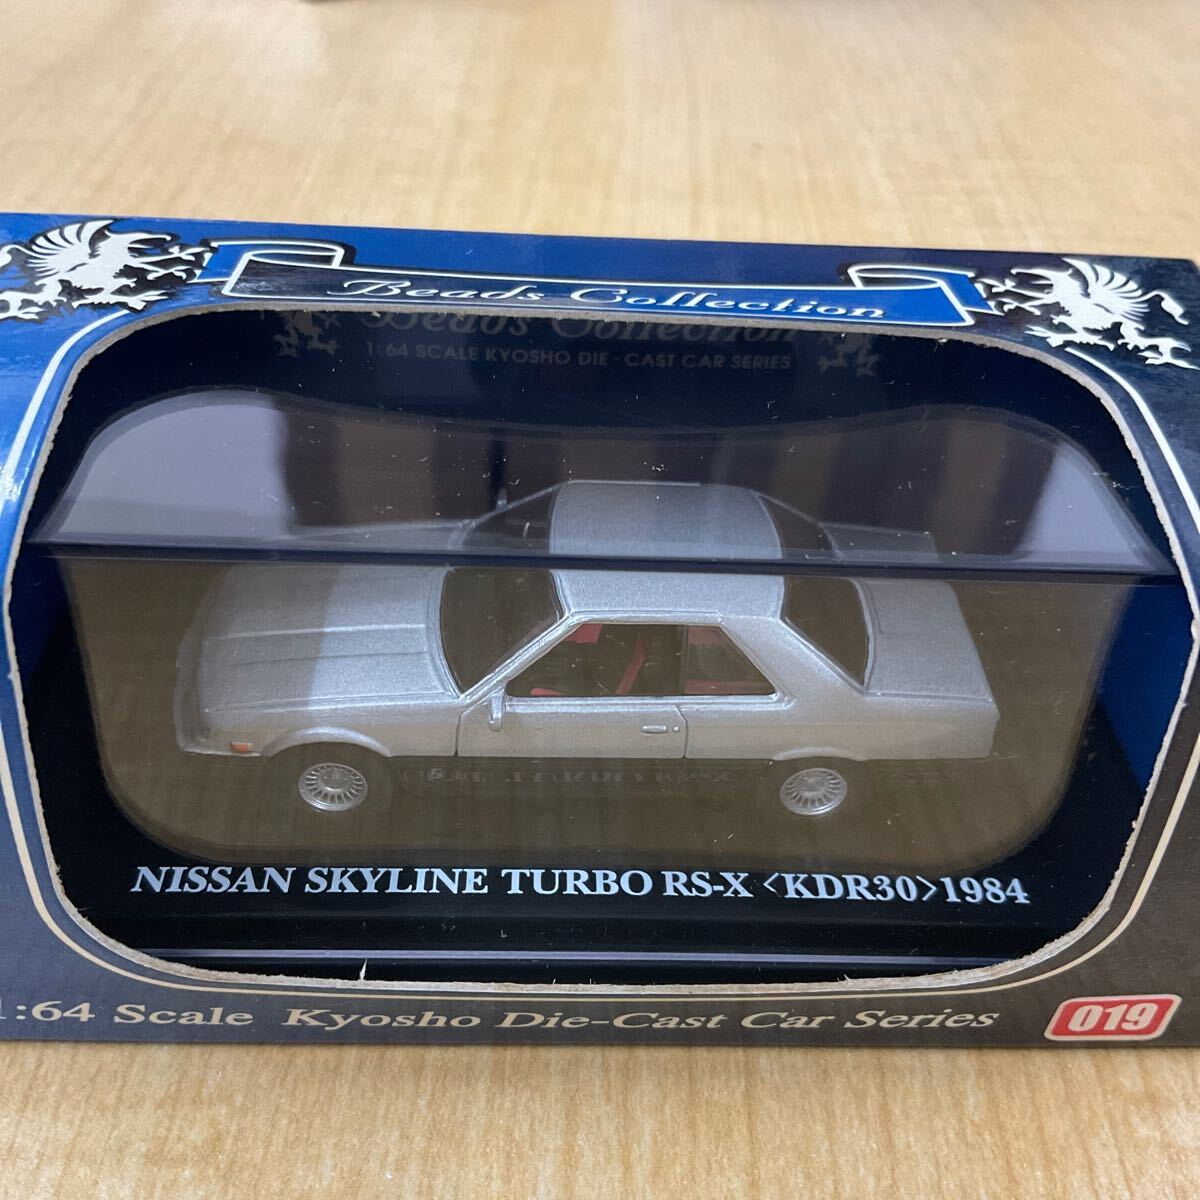 Beads Collection
Beads Collection
1:64 SCALE KYOSHO DIE-CAST CAR SERIES
NISSAN SKYLINE TURBO RS-X <KDR30>1984
1:64 Scale Kyosho Die-Cast Car Series
019